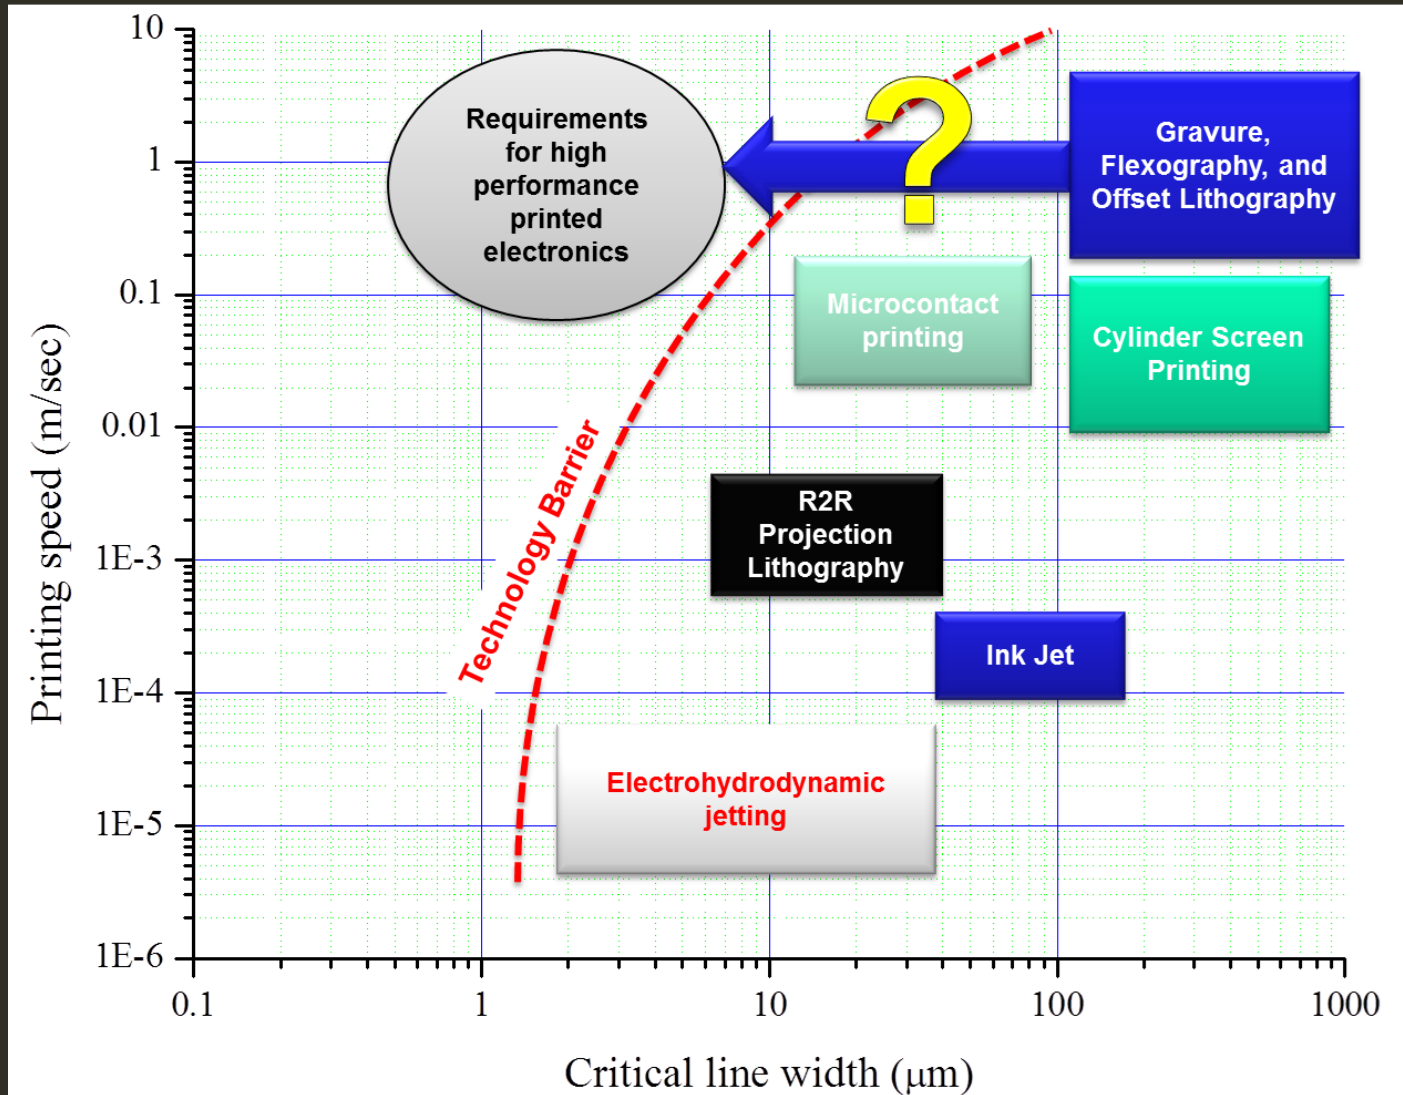 10
1
0.1
0.01
1E-3
1E-4
1E-5
1E-6
Printing speed (m/sec)
Requirements
for high
performance
printed
electronics
?
Gravure,
Flexography, and
Offset Lithography
Microcontact
printing
Cylinder Screen
Printing
Technology Barrier
R2R
Projection
Lithography
Ink Jet
Electrohydrodynamic
jetting
0.1
1
10
100
1000
Critical line width (μm)